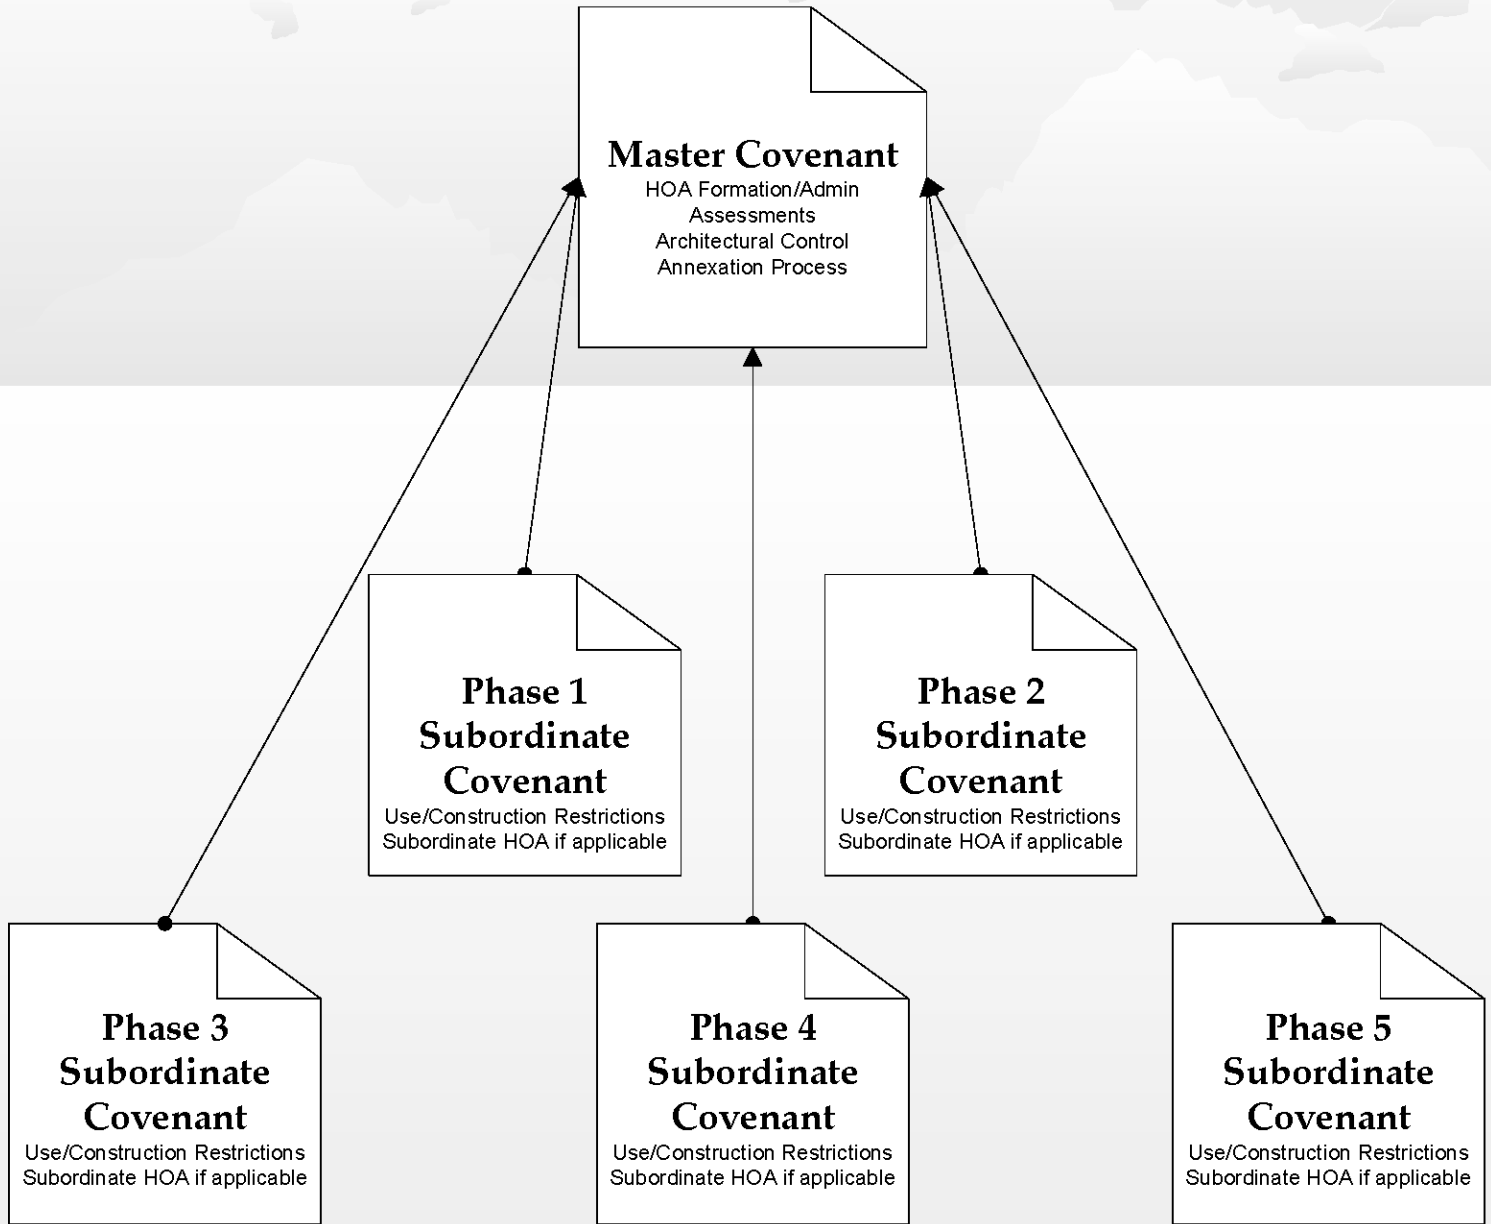 Master Covenant
HOA Formation/Admin
Assessments
Architectural Control
Annexation Process
Phase 1
Subordinate
Covenant
Use/Construction Restrictions
Subordinate HOA if applicable
Phase 2
Subordinate
Covenant
Use/Construction Restrictions
Subordinate HOA if applicable
Phase 3
Subordinate
Covenant
Use/Construction Restrictions
Subordinate HOA if applicable
Phase 4
Subordinate
Covenant
Use/Construction Restrictions
Subordinate HOA if applicable
Phase 5
Subordinate
Covenant
Use/Construction Restrictions
Subordinate HOA if applicable